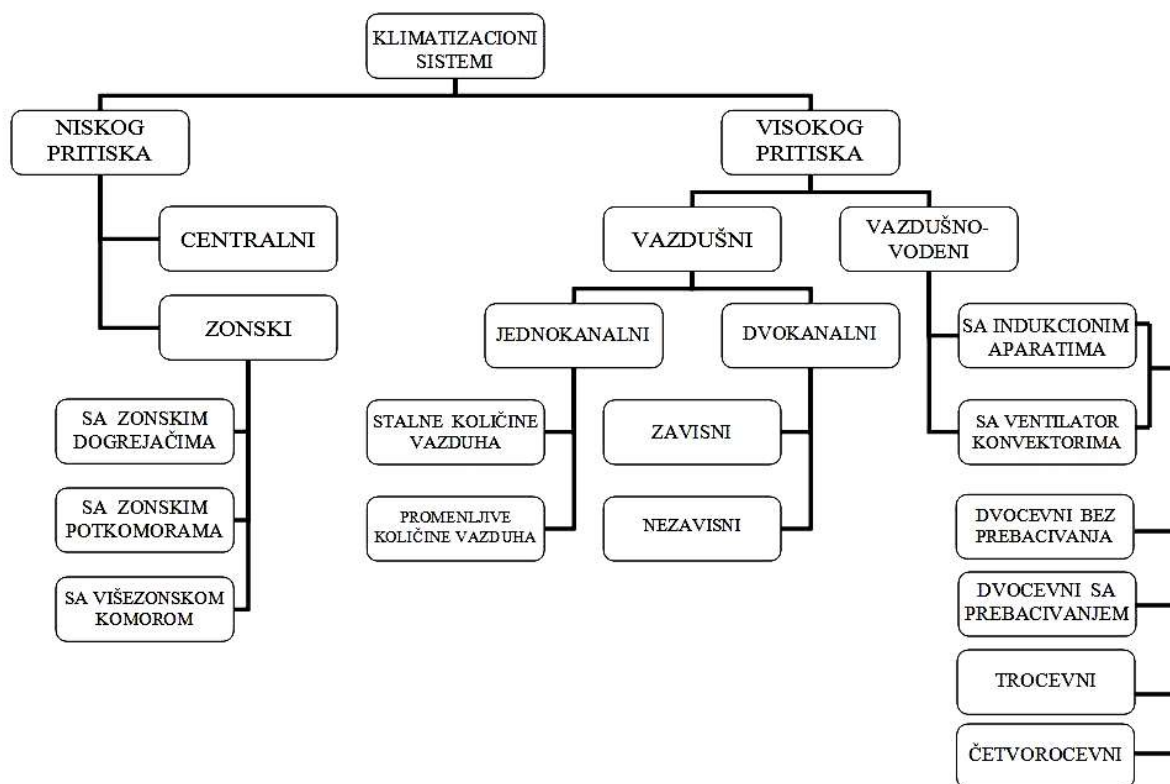 KLIMATIZACIONI
SISTEMI
NISKOG
PRITISKA
CENTRALNI
ZONSKI
SA ZONSKIM
DOGREJAČIMA
SA ZONSKIM
POTKOMORAMA
SA VIŠEZONSKOM
KOMOROM
VISOKOG
PRITISKA
VAZDUŠNI
JEDNOKANALNI
STALNE KOLIČINE
VAZDUHA
PROMENLJIVE
KOLIČINE VAZDUHA
DVOKANALNI
ZAVISNI
NEZAVISNI
VAZDUŠNO-
VODENI
SA INDUKCIONIM
APARATIMA
SA VENTILATOR
KONVEKTORIMA
DVOCEVNI BEZ
PREBACIVANJA
DVOCEVNI SA
PREBACIVANJEM
TROCEVNI
ČETVOROCEVNI